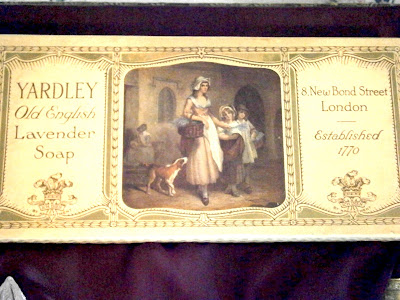 YARDLEY
Old English
Lavender
Soap
8 New Bond Street
London
Established
1770